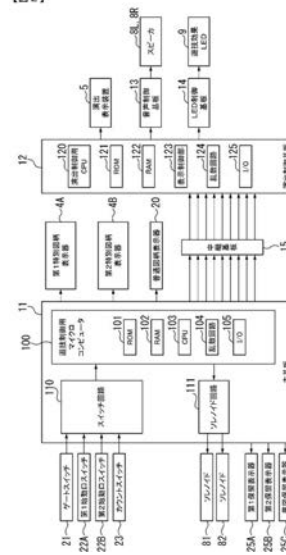 5
演出
表示装置
8L 8R
スピーカ
13
音声制御
基板
9
遊技効果
LED
14
LED制御
基板
12
120
演出制御用
CPU
121
ROM
122
RAM
123
表示制御部
124
乱数回路
125
I/O
4A
第1特別図柄
表示器
4B
第2特別図柄
表示器
20
普通図柄表示器
15
中継
基板
11
100
遊技制御用
マイクロ
コンピュータ
101
ROM
102
RAM
103
CPU
104
乱数回路
105
I/O
110
スイッチ回路
111
ソレノイド回路
21
ゲートスイッチ
22A
第1始動口スイッチ
22B
第2始動口スイッチ
23
カウントスイッチ
81
ソレノイド
82
ソレノイド
25A
第1保留表示器
25B
第2保留表示器
25C